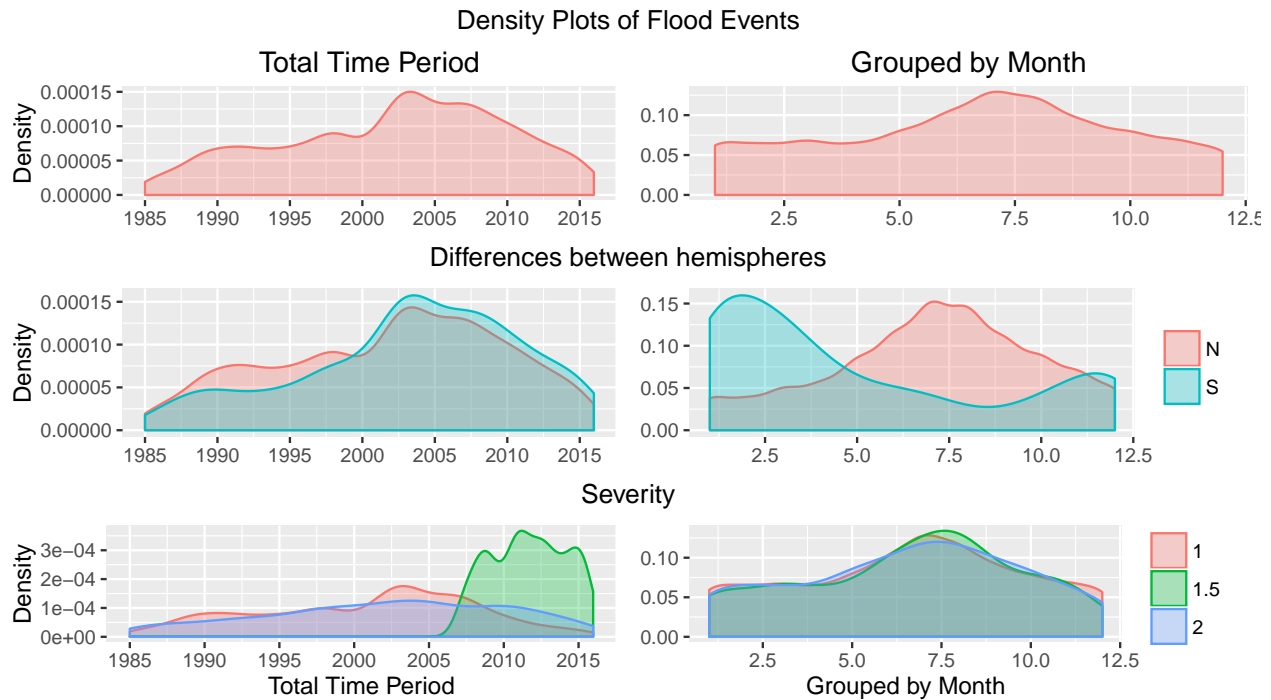 Density Plots of Flood Events
Total Time Period
Grouped by Month
Density
0.00015
0.00010
0.00005
0.00000
1985 1990 1995 2000 2005 2010 2015
0.10
0.05
0.00
2.5 5.0 7.5 10.0 12.5
Differences between hemispheres
Density
0.00015
0.00010
0.00005
0.00000
1985 1990 1995 2000 2005 2010 2015
0.15
0.10
0.05
0.00
2.5 5.0 7.5 10.0 12.5
N
S
Severity
Density
3e−04
2e−04
1e−04
0e+00
1985 1990 1995 2000 2005 2010 2015
Total Time Period
0.10
0.05
0.00
2.5 5.0 7.5 10.0 12.5
Grouped by Month
1
1.5
2